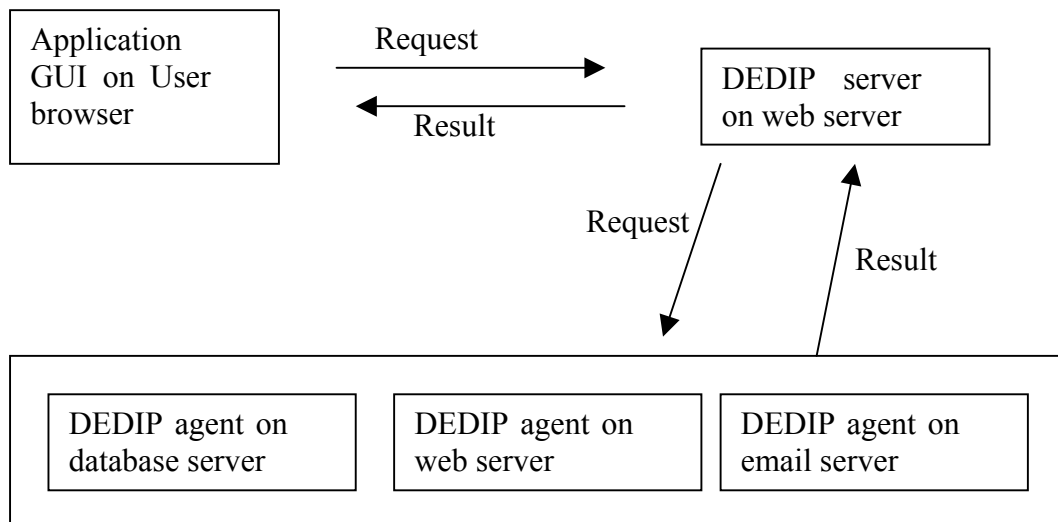 Application
GUI on User
browser
Request
Result
DEDIP server
on web server
Request
Result
DEDIP agent on
database server
DEDIP agent on
web server
DEDIP agent on
email server